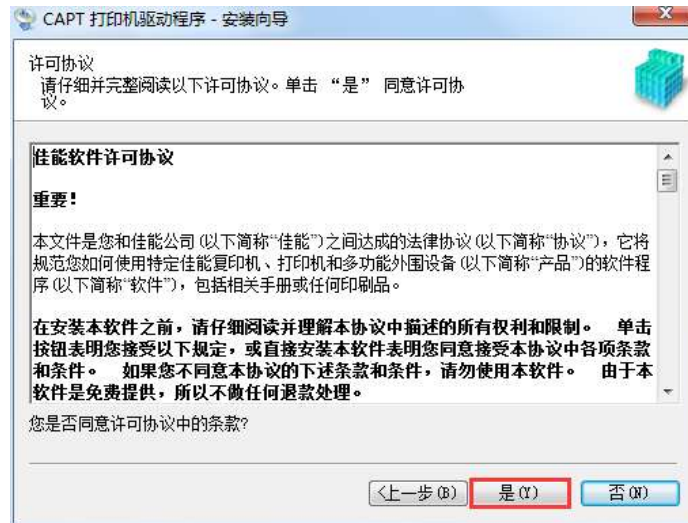 CAPT 打印机驱动程序 - 安装向导
许可协议
请仔细并完整阅读以下许可协议。单击 “是” 同意许可协
议。
佳能软件许可协议
重要!
本文件是您和佳能公司(以下简称“佳能”)之间达成的法律协议(以下简称“协议”)，它将
规范您如何使用特定佳能复印机、打印机和多功能外围设备(以下简称“产品”)的软件程
序(以下简称“软件”)，包括相关手册或任何印刷品。
在安装本软件之前，请仔细阅读并理解本协议中描述的所有权利和限制。 单击
按钮表明您接受以下规定，或直接安装本软件表明您同意接受本协议中各项条款
和条件。 如果您不同意本协议的下述条款和条件，请勿使用本软件。 由于本
软件是免费提供，所以不做任何退款处理。
您是否同意许可协议中的条款?
<上一步(B) 是(Y) 否(N)